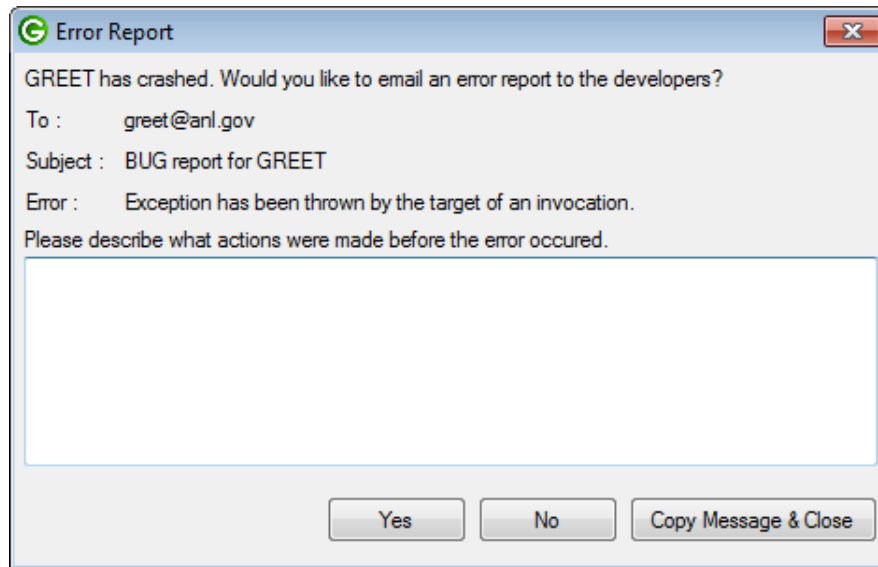 Error Report
GREET has crashed. Would you like to email an error report to the developers?
To : greet@anl.gov
Subject : BUG report for GREET
Error : Exception has been thrown by the target of an invocation.
Please describe what actions were made before the error occured.
Yes No Copy Message & Close